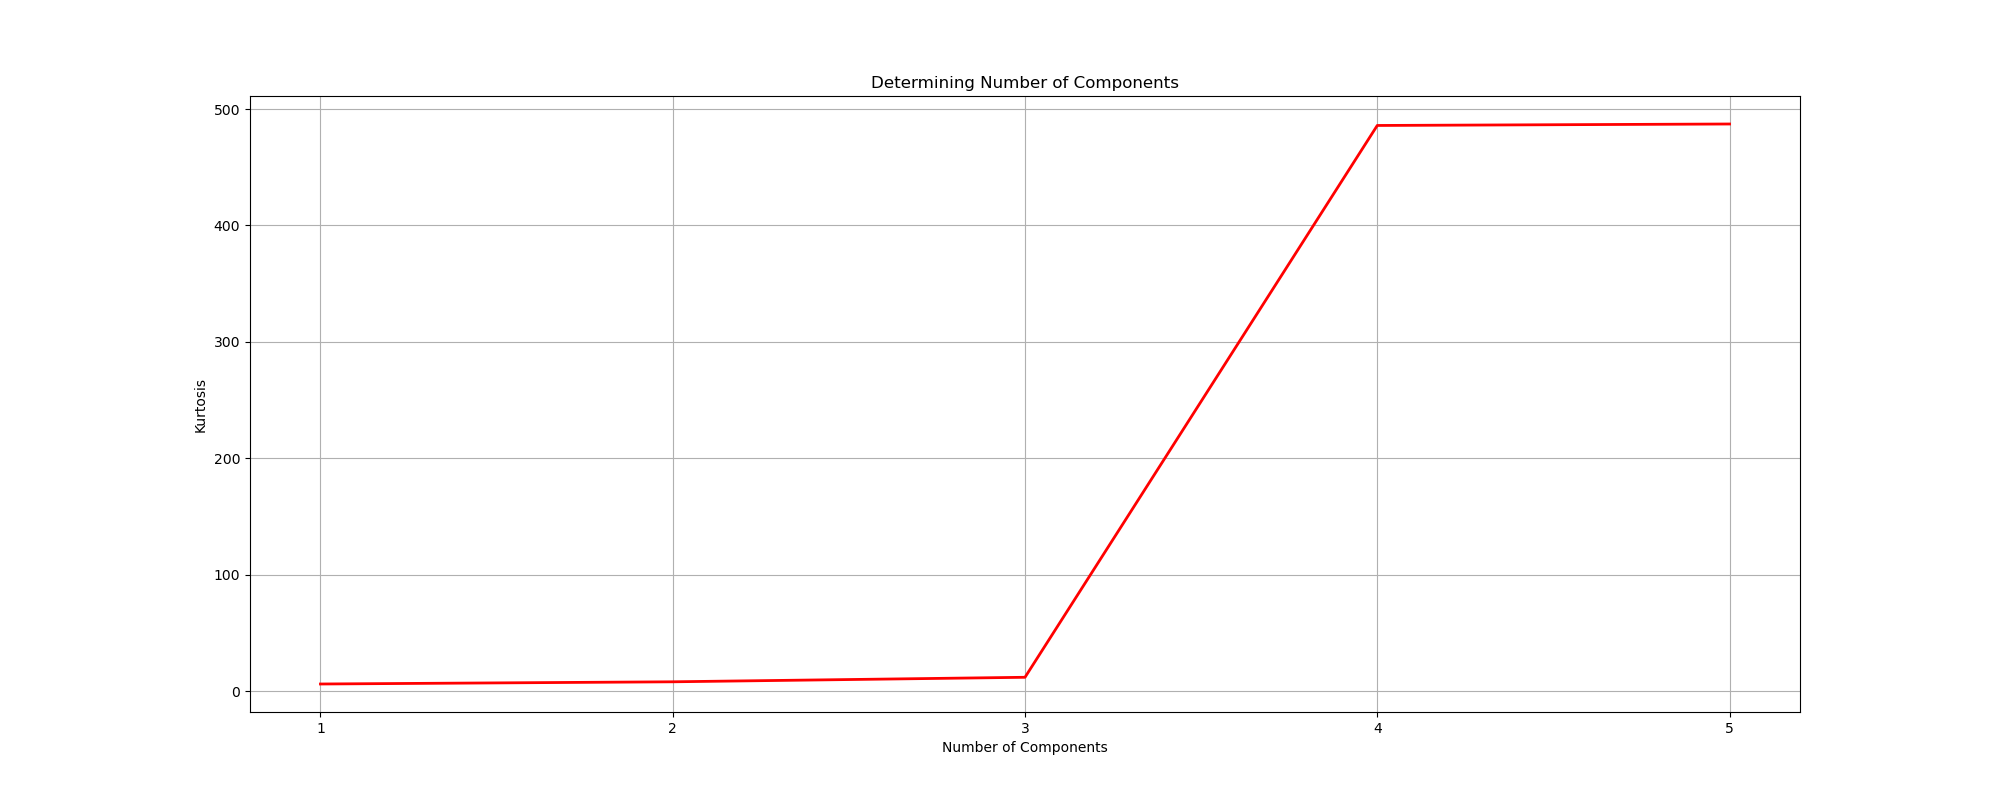 Determining Number of Components
500
400
300
200
100
0
Kurtosis
1 2 3 4 5
Number of Components